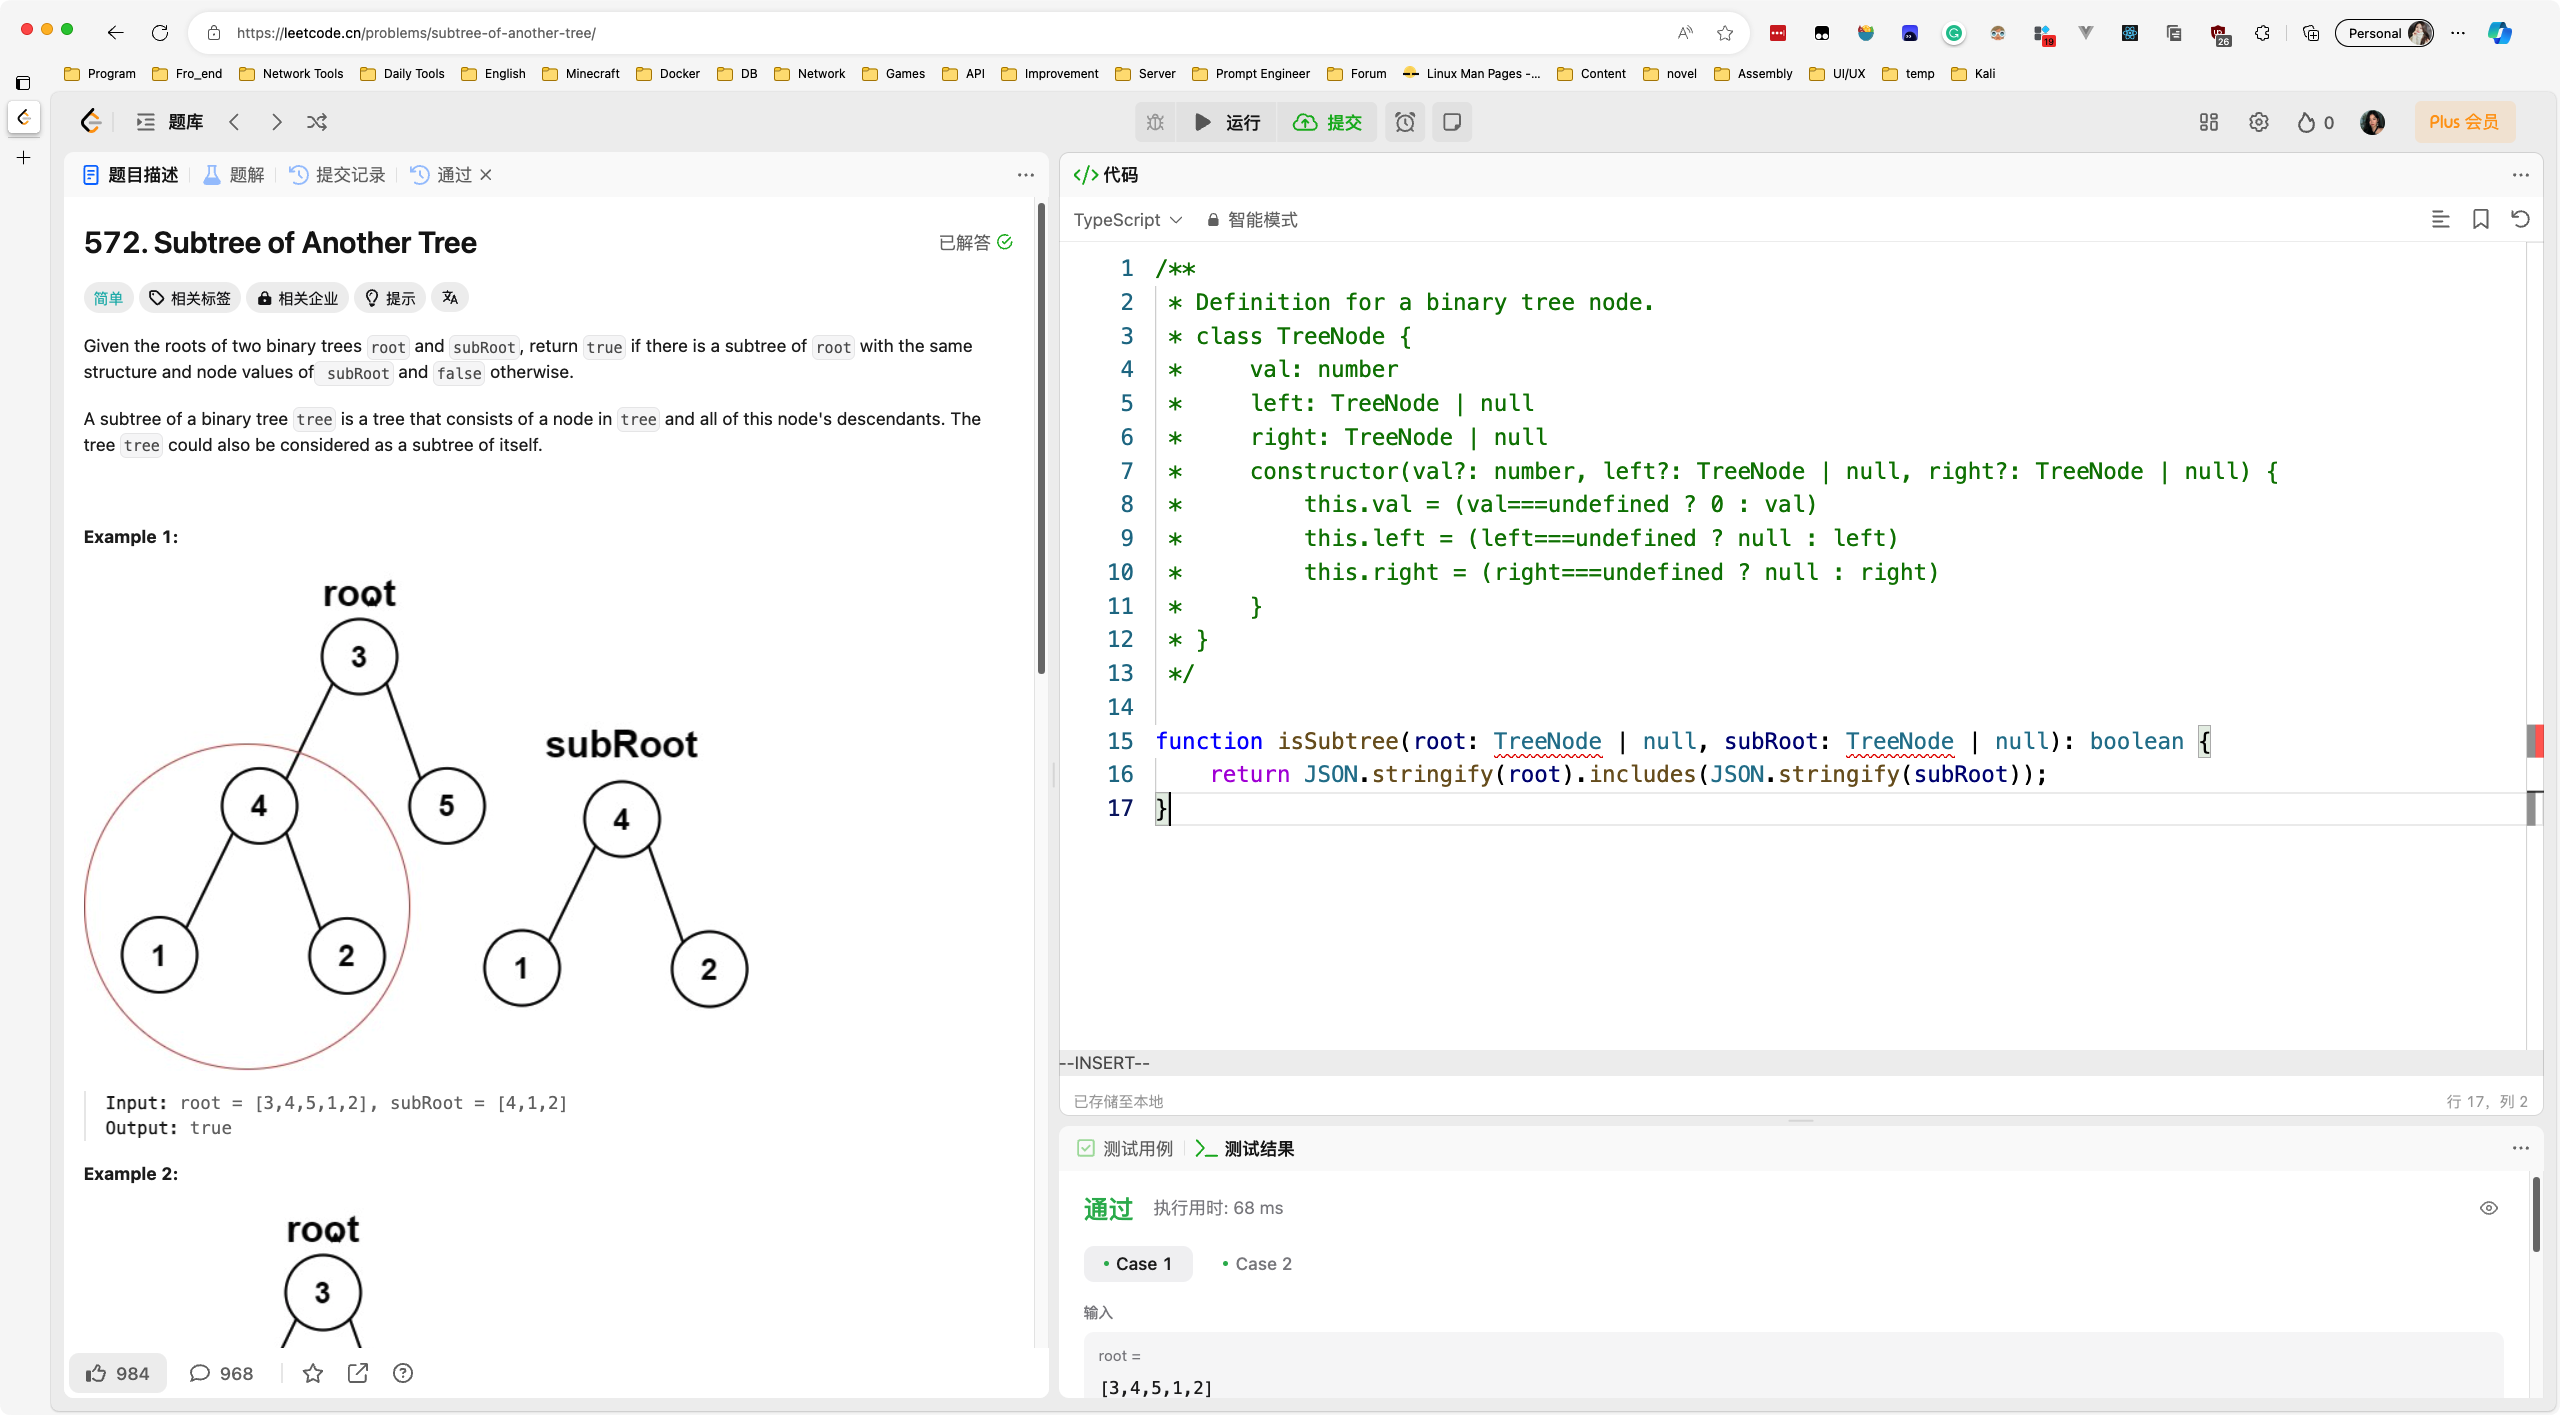 https://leetcode.cn/problems/subtree-of-another-tree/
19
26
Personal
Program
Fro_end
Network Tools
Daily Tools
English
Minecraft
Docker
DB
Network
Games
API
Improvement
Server
Prompt Engineer
Forum
Linux Man Pages -...
Content
novel
Assembly
UI/UX
temp
Kali
题库
运行
提交
0
Plus 会员
题目描述
题解
提交记录
通过
572. Subtree of Another Tree
已解答
简单
相关标签
相关企业
提示
Given the roots of two binary trees root and subRoot, return true if there is a subtree of root with the same
structure and node values of subRoot and false otherwise.
A subtree of a binary tree tree is a tree that consists of a node in tree and all of this node's descendants. The
tree tree could also be considered as a subtree of itself.
Example 1:
root
3
subRoot
4
5
4
1
2
1
2
Input: root = [3,4,5,1,2], subRoot = [4,1,2]
Output: true
Example 2:
root
3
984
968
</> 代码
TypeScript
智能模式
1 /**
2 * Definition for a binary tree node.
3 * class TreeNode {
4 *     val: number
5 *     left: TreeNode | null
6 *     right: TreeNode | null
7 *     constructor(val?: number, left?: TreeNode | null, right?: TreeNode | null) {
8 *         this.val = (val===undefined ? 0 : val)
9 *         this.left = (left===undefined ? null : left)
10 *         this.right = (right===undefined ? null : right)
11 *     }
12 * }
13 */
14
15 function isSubtree(root: TreeNode | null, subRoot: TreeNode | null): boolean {
16     return JSON.stringify(root).includes(JSON.stringify(subRoot));
17 }
--INSERT--
已存储至本地
行 17, 列 2
测试用例
测试结果
通过
执行用时: 68 ms
Case 1
Case 2
输入
root =
[3,4,5,1,2]